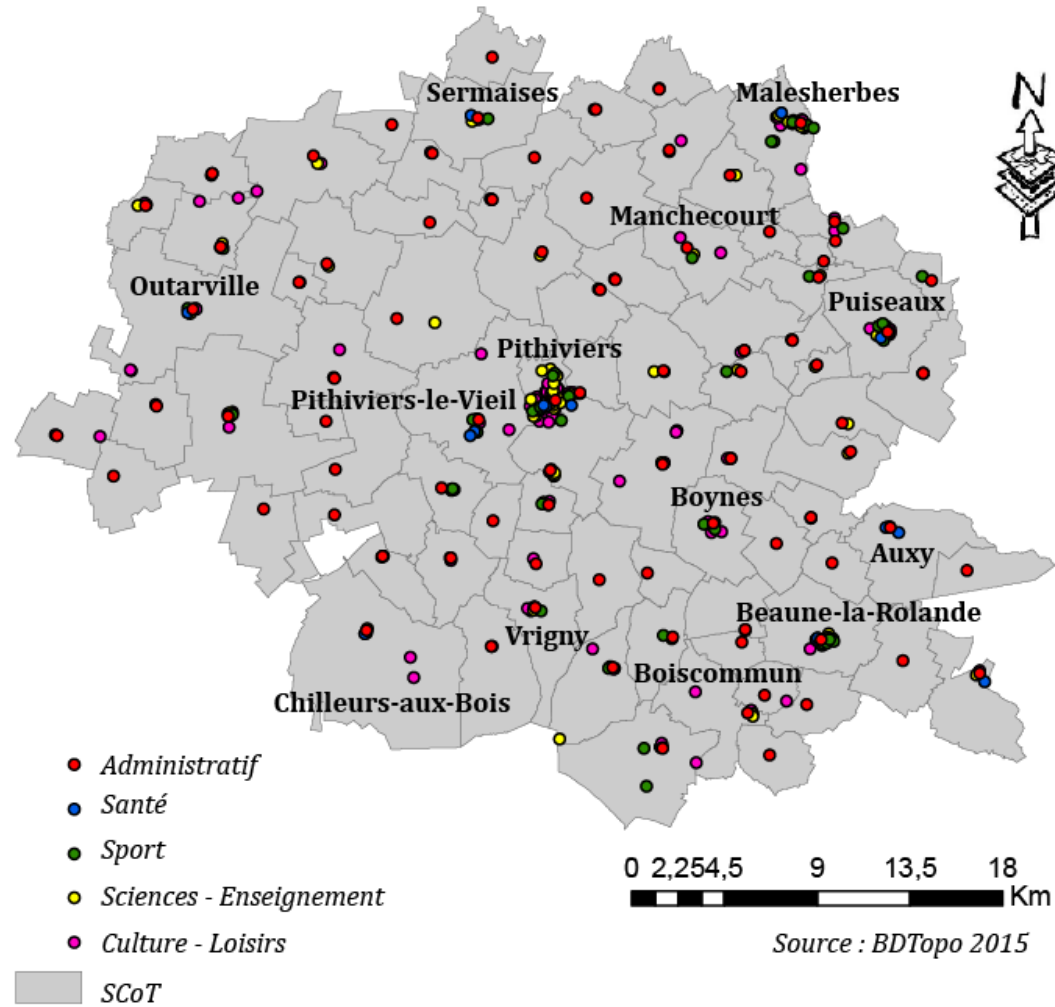 N
Sermaises
Malesherbes
Manchecourt
Outarville
Puiseaux
Pithiviers
Pithiviers-le-Vieil
Boynes
Auxy
Beaune-la-Rolande
Vrigny
Boiscommun
Chilleurs-aux-Bois
Administratif
Santé
Sport
Sciences - Enseignement
Culture - Loisirs
SCoT
0 2,254,5 9 13,5 18
Km
Source : BDTopo 2015